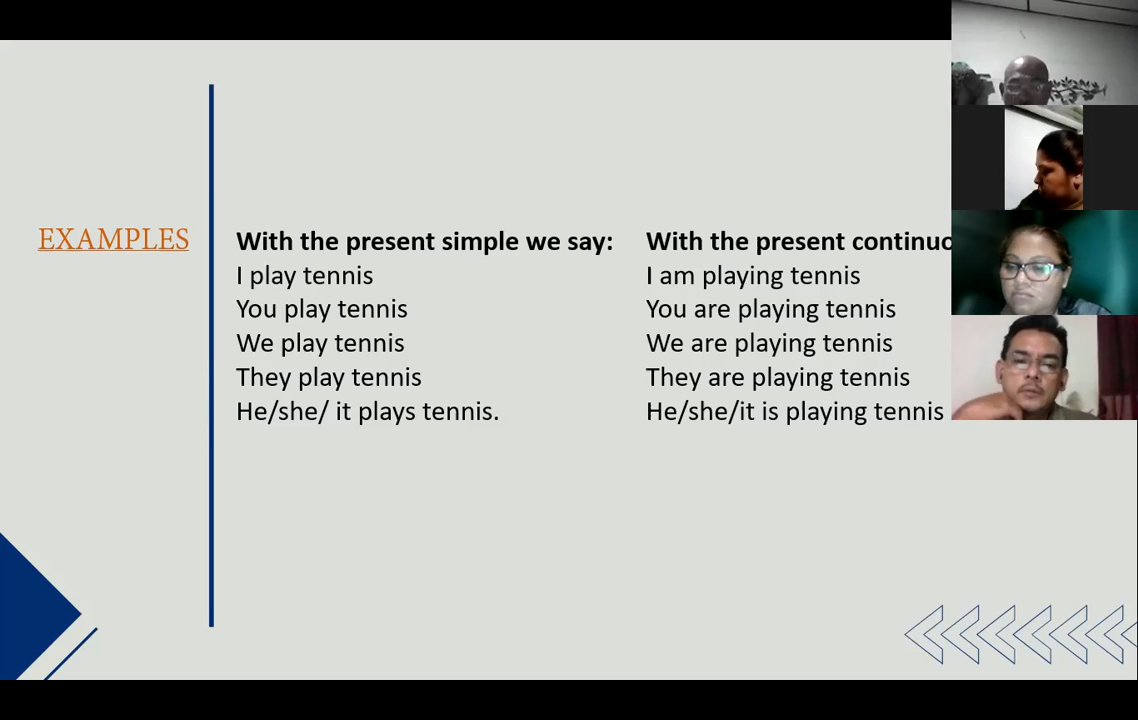 EXAMPLES
With the present simple we say:
I play tennis
You play tennis
We play tennis
They play tennis
He/she/ it plays tennis.
With the present
I am playing tennis
You are playing tennis
We are playing tennis
They are playing tennis
He/she/it is playing tennis